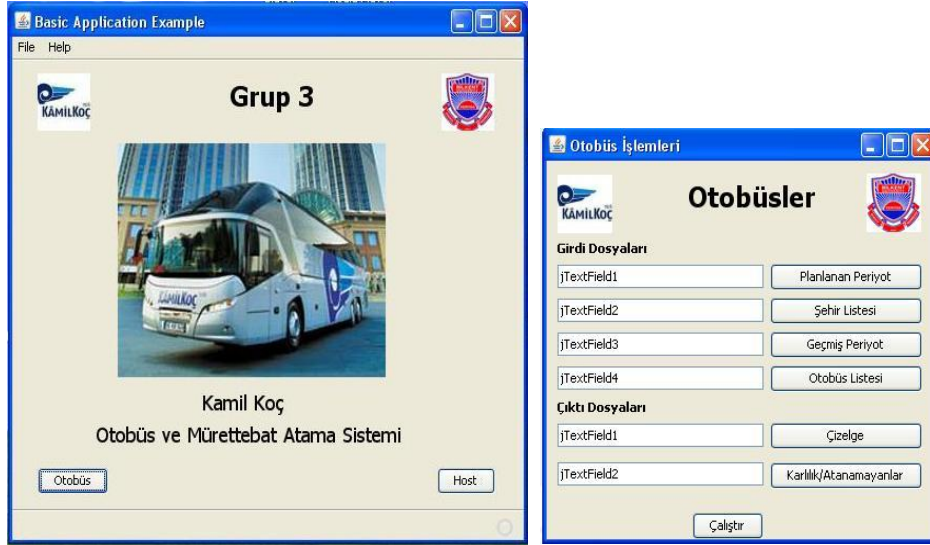 Basic Application Example
File Help
KÂMİLKOÇ
Grup 3
KÂMİLKOÇ
Kamil Koç
Otobüs ve Mürettebat Atama Sistemi
Otobüs
Host
Otobüs İşlemleri
KÂMİLKOÇ
Otobüsler
Girdi Dosyaları
jTextField1 Planlanan Periyot
jTextField2 Şehir Listesi
jTextField3 Geçmiş Periyot
jTextField4 Otobüs Listesi
Çıktı Dosyaları
jTextField1 Çizelge
jTextField2 Karlılık/Atanamayanlar
Çalıştır